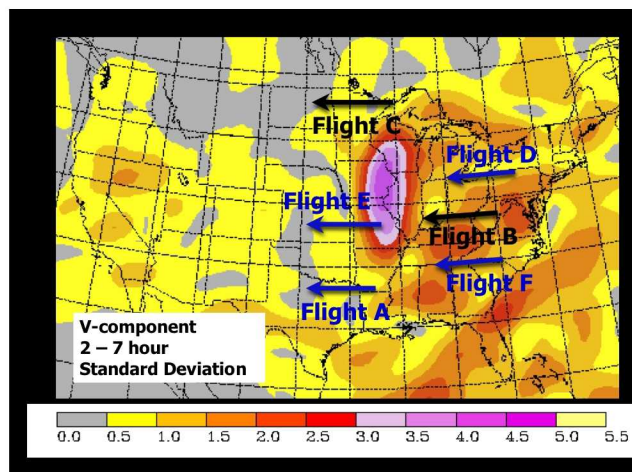 Flight C
Flight D
Flight E
Flight B
Flight F
Flight A
V-component
2 – 7 hour
Standard Deviation
0.0 0.5 1.0 1.5 2.0 2.5 3.0 3.5 4.0 4.5 5.0 5.5